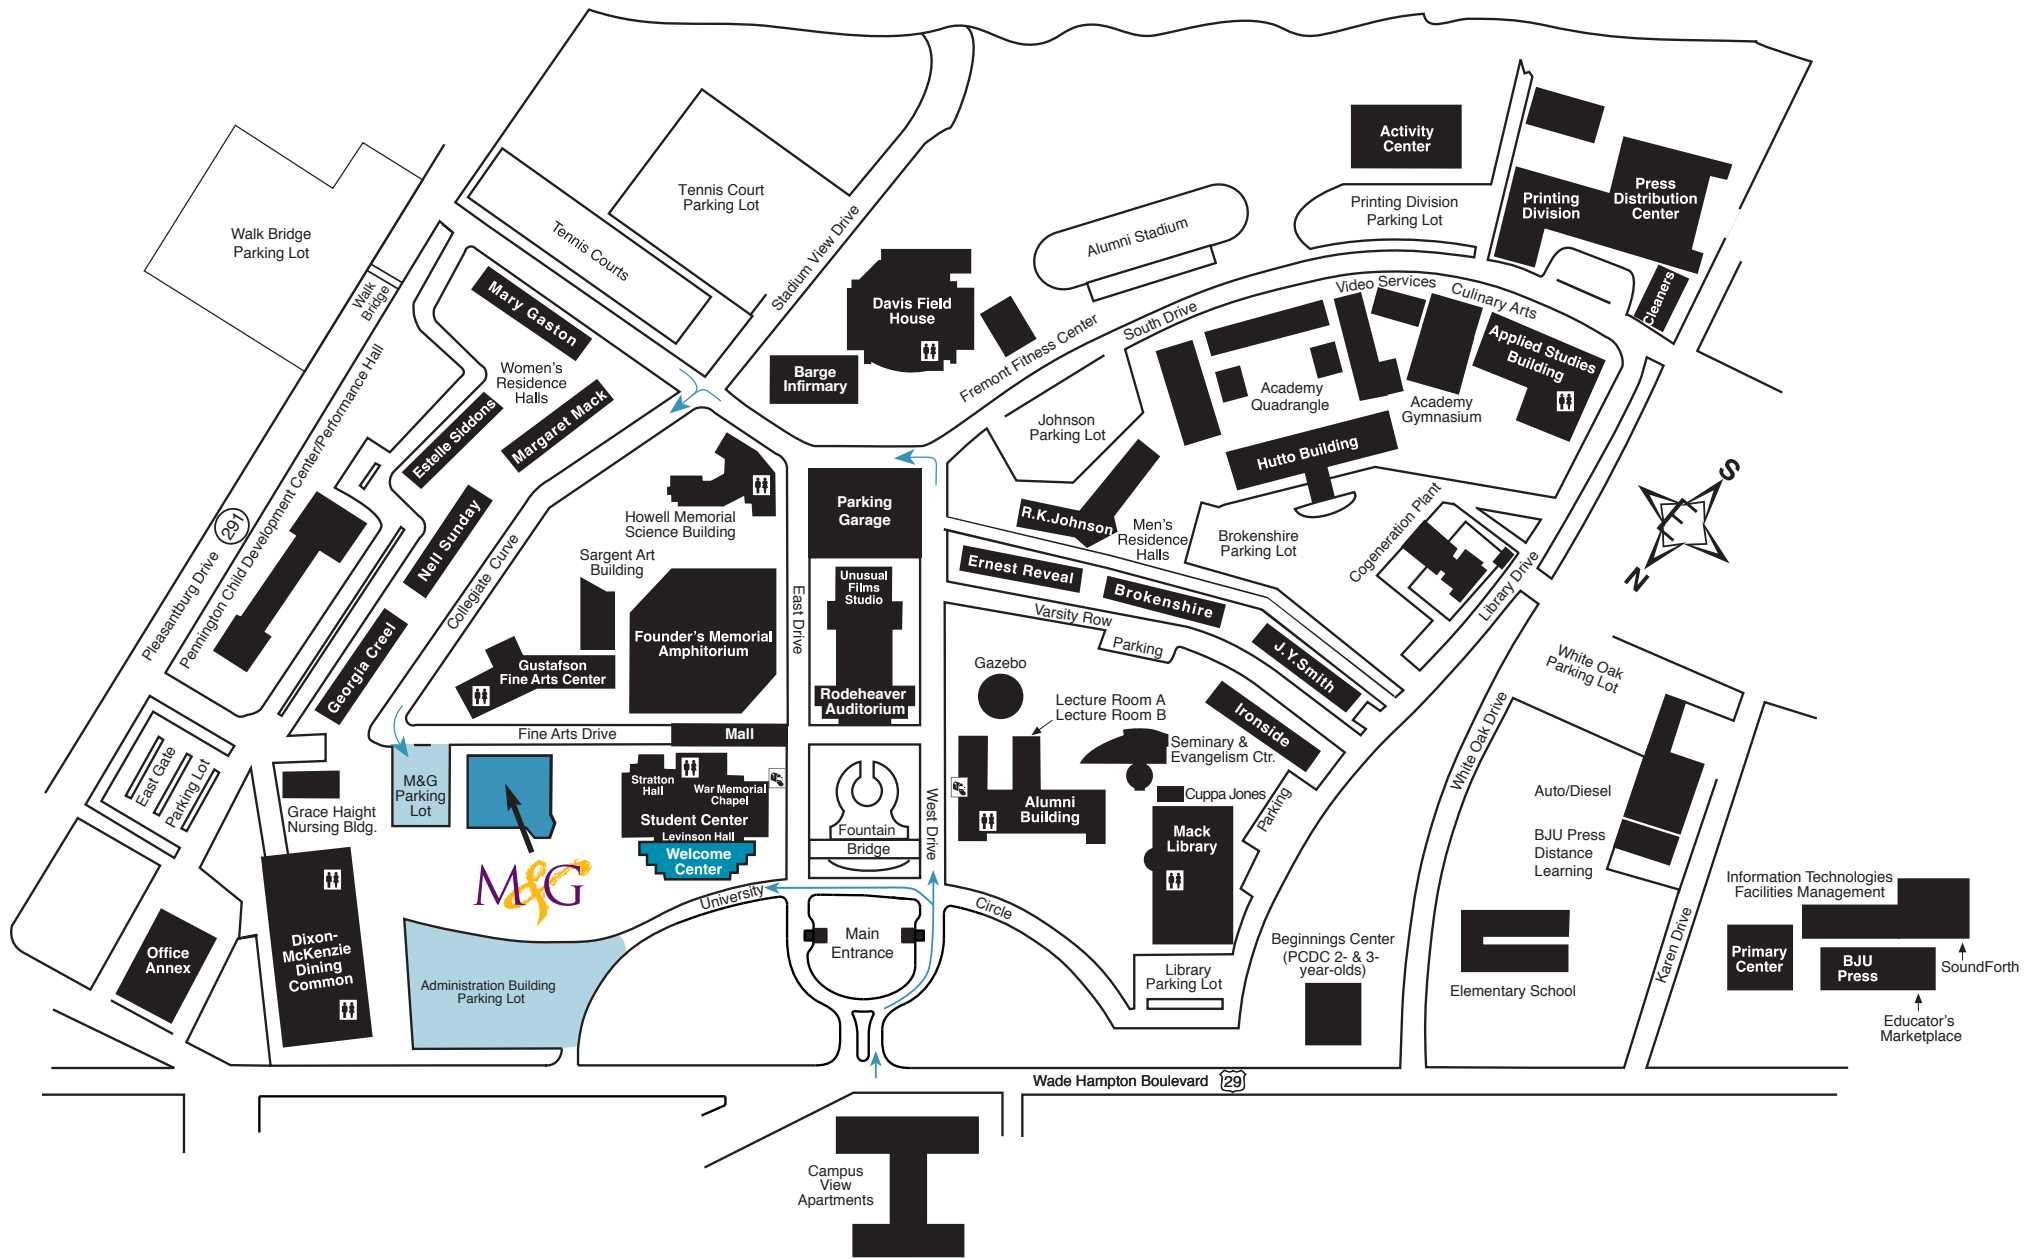 Activity
Center
Tennis Court
Parking Lot
Walk Bridge
Parking Lot
Tennis Courts
Stadium View Drive
Alumni Stadium
Printing Division
Parking Lot
Printing
Division
Press
Distribution
Center
Cleaners
Walk
Bridge
Mary Gaston
Davis Field
House
Fremont Fitness Center
South Drive
Video Services
Culinary Arts
Applied Studies
Building
Women's
Residence
Halls
Barge
Infirmary
Academy
Quadrangle
Academy
Gymnasium
Johnson
Parking Lot
Hutto Building
Estelle Siddons
Margaret Mack
Pleasantburg Drive
291
Pennington Child Development Center/Performance Hall
Nell Sunday
Collegiate Curve
Howell Memorial
Science Building
Parking
Garage
R.K.Johnson
Men's
Residence
Halls
Brokenshire
Parking Lot
Cogeneration Plant
S
E
N
Sargent Art
Building
Unusual
Films
Studio
East Drive
Ernest Reveal
Brokenshire
Varsity Row
Parking
Library Drive
Founder's Memorial
Amphitorium
Georgia Creel
Gustafson
Fine Arts Center
Rodeheaver
Auditorium
Gazebo
J.Y.Smith
White Oak
Parking Lot
Lecture Room A
Lecture Room B
Ironside
Fine Arts Drive
Mall
Seminary &
Evangelism Ctr.
White Oak Drive
East Gate
Parking Lot
Grace Haight
Nursing Bldg.
M&G
Parking
Lot
Stratton
Hall
War Memorial
Chapel
Student Center
Levinson Hall
Welcome
Center
Fountain
Bridge
West Drive
Alumni
Building
Cuppa Jones
Mack
Library
Parking
Auto/Diesel
BJU Press
Distance
Learning
M&G
University
Circle
Information Technologies
Facilities Management
Karen Drive
Office
Annex
Dixon-
McKenzie
Dining
Common
Administration Building
Parking Lot
Main
Entrance
Library
Parking Lot
Beginnings Center
(PCDC 2- & 3-
year-olds)
Elementary School
Primary
Center
BJU
Press
SoundForth
Educator's
Marketplace
Wade Hampton Boulevard 29
Campus
View
Apartments